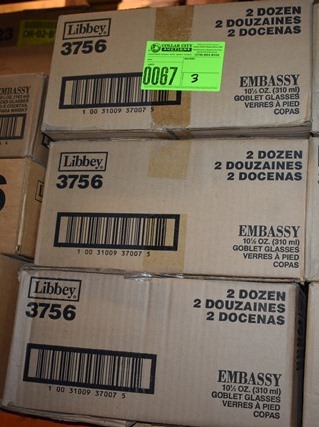 Libbey
3756
2 DOZEN
2 DOUZAINES
2 DOCENAS
COLLAR CITY
AUCTIONS
0067
3
EMBASSY
10½ OZ. (310 ml)
GOBLET GLASSES
VERRES À PIED
COPAS
1 00 31009 37007 5
Libbey
3756
2 DOZEN
2 DOUZAINES
2 DOCENAS
EMBASSY
10½ OZ. (310 ml)
GOBLET GLASSES
VERRES À PIED
COPAS
1 00 31009 37007 5
Libbey
3756
2 DOZEN
2 DOUZAINES
2 DOCENAS
EMBASSY
10½ OZ. (310 ml)
GOBLET GLASSES
VERRES À PIED
COPAS
1 00 31009 37007 5